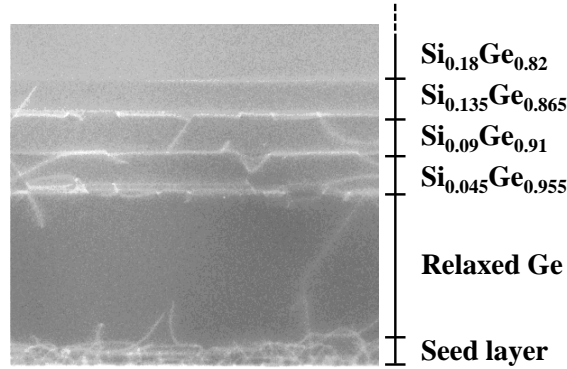 Si0.18Ge0.82
Si0.135Ge0.865
Si0.09Ge0.91
Si0.045Ge0.955
Relaxed Ge
Seed layer